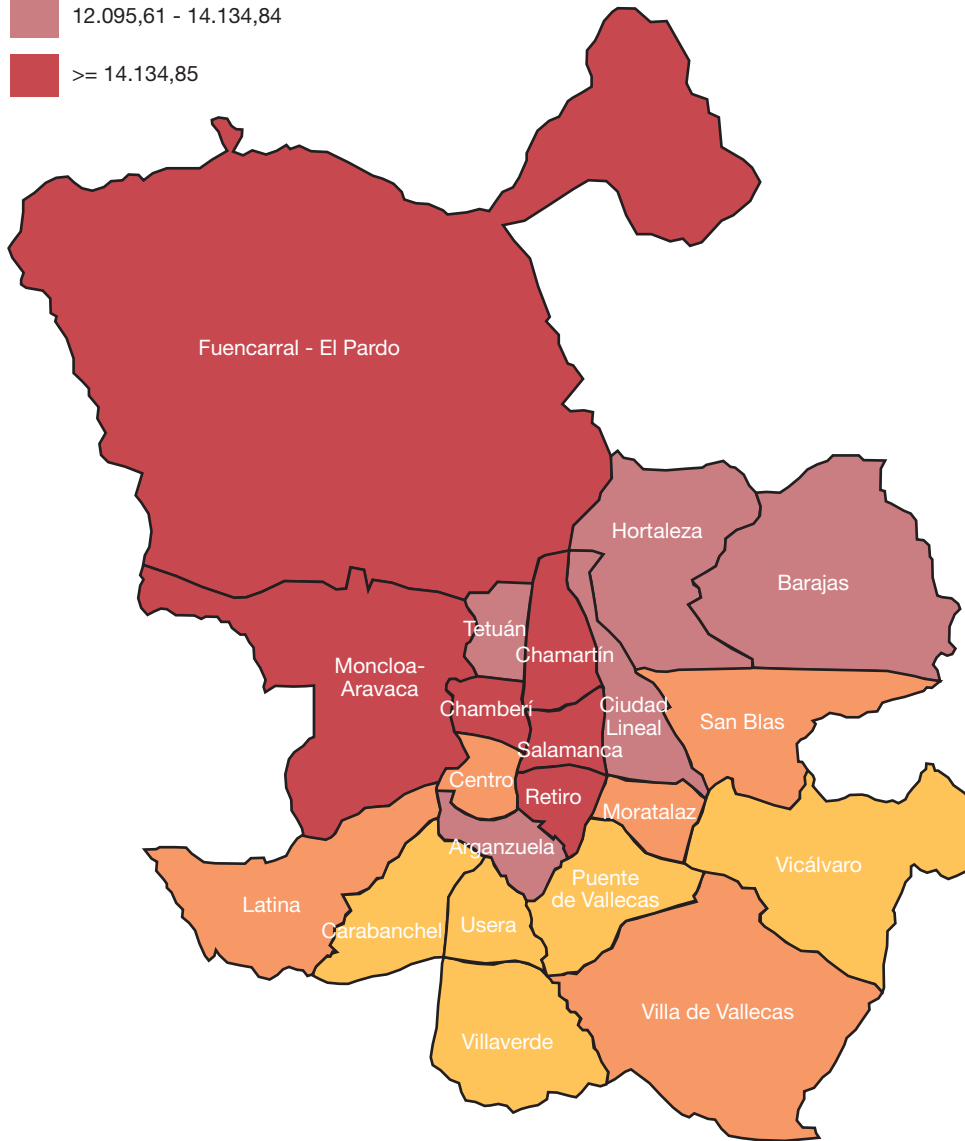 12.095,61 - 14.134,84
>= 14.134,85
Fuencarral - El Pardo
Hortaleza
Barajas
Tetuán
Chamartín
Moncloa-
Aravaca
Chamberí
Ciudad
Lineal
San Blas
Salamanca
Centro
Retiro
Moratalaz
Arganzuela
Vicálvaro
Puente
de Vallecas
Latina
Carabanchel
Usera
Villa de Vallecas
Villaverde